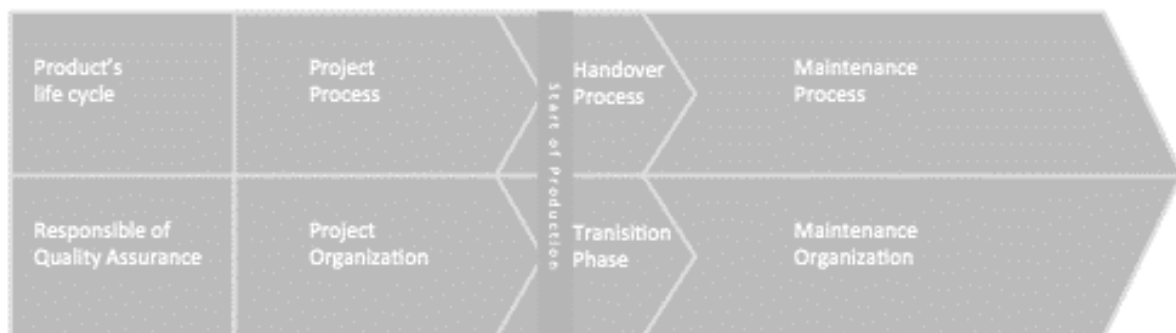 Product's
life cycle
Project
Process
Start of Production
Handover
Process
Maintenance
Process
Responsible of
Quality Assurance
Project
Organization
Tranisition
Phase
Maintenance
Organization